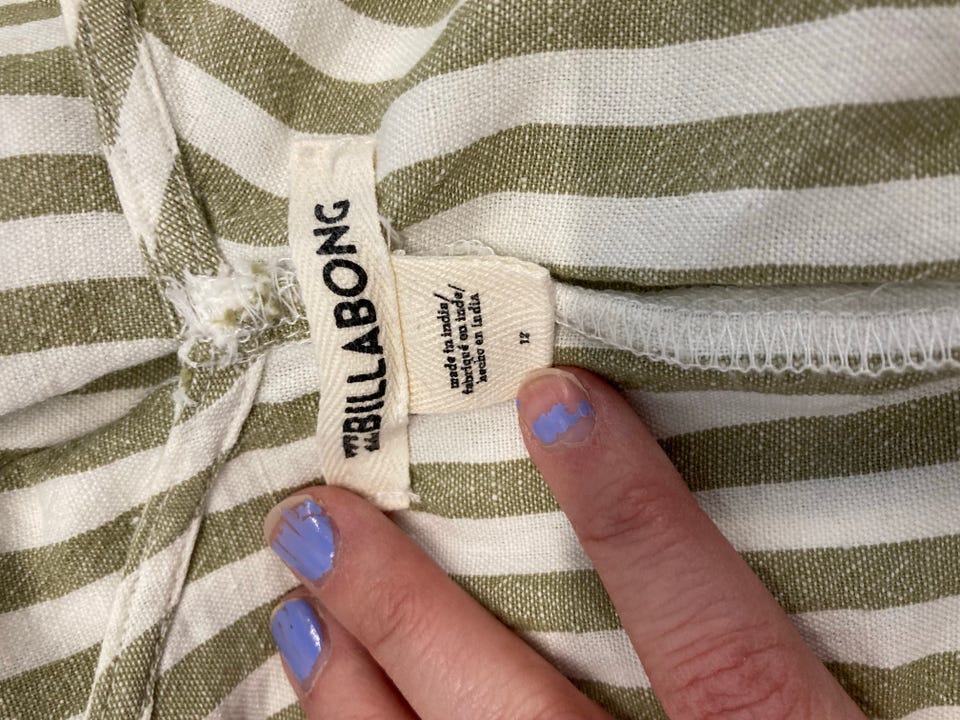 BILLABONG
made in india/
fabriqué en inde/
hecho en india
12